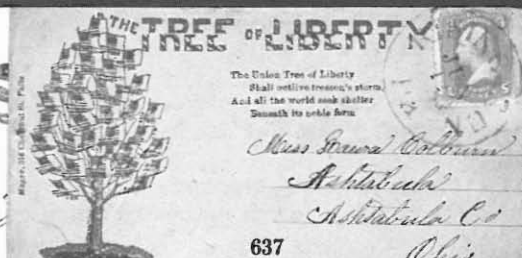 THE TREE OF LIBERTY
The Union Tree of Liberty
Shall outlive treason's storm,
And all the world seek shelter
Beneath its noble form
Miss Laura Colburn
Ashtabula
Ashtabula Co
Ohio
637